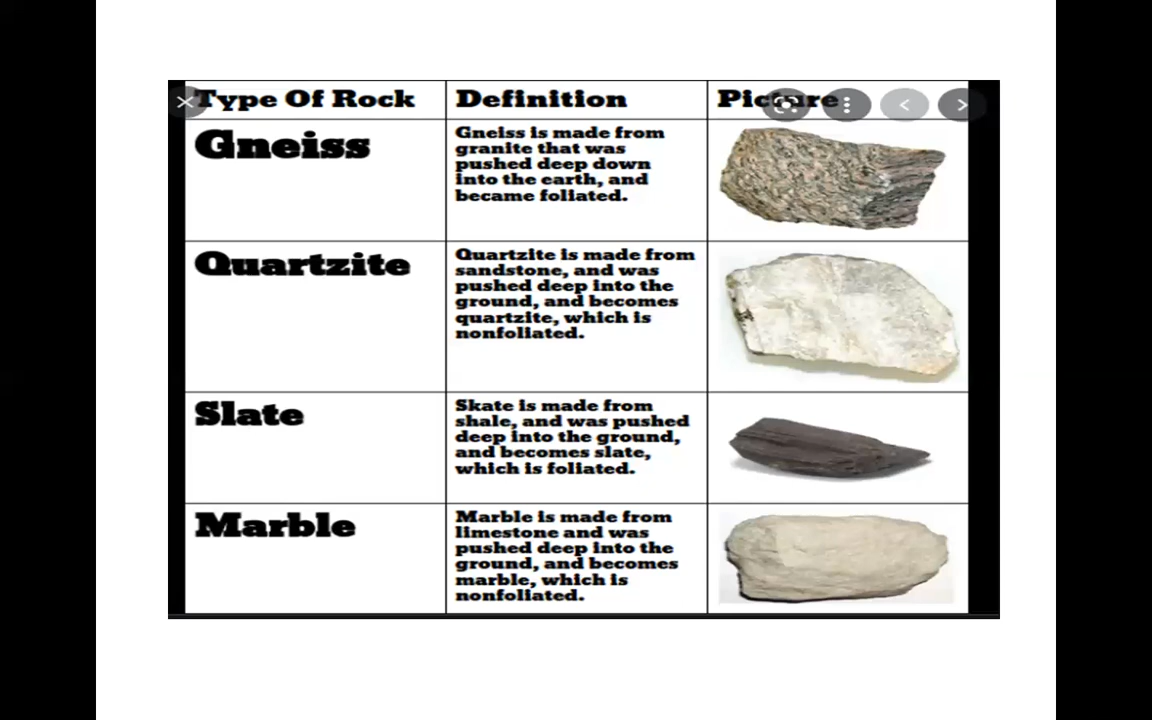 Type Of Rock
Definition
Picture
Gneiss
Gneiss is made from
granite that was
pushed deep down
into the earth, and
became foliated.
Quartzite
Quartzite is made from
sandstone, and was
pushed deep into the
ground, and becomes
quartzite, which is
nonfoliated.
Slate
Skate is made from
shale, and was pushed
deep into the ground,
and becomes slate,
which is foliated.
Marble
Marble is made from
limestone and was
pushed deep into the
ground, and becomes
marble, which is
nonfoliated.